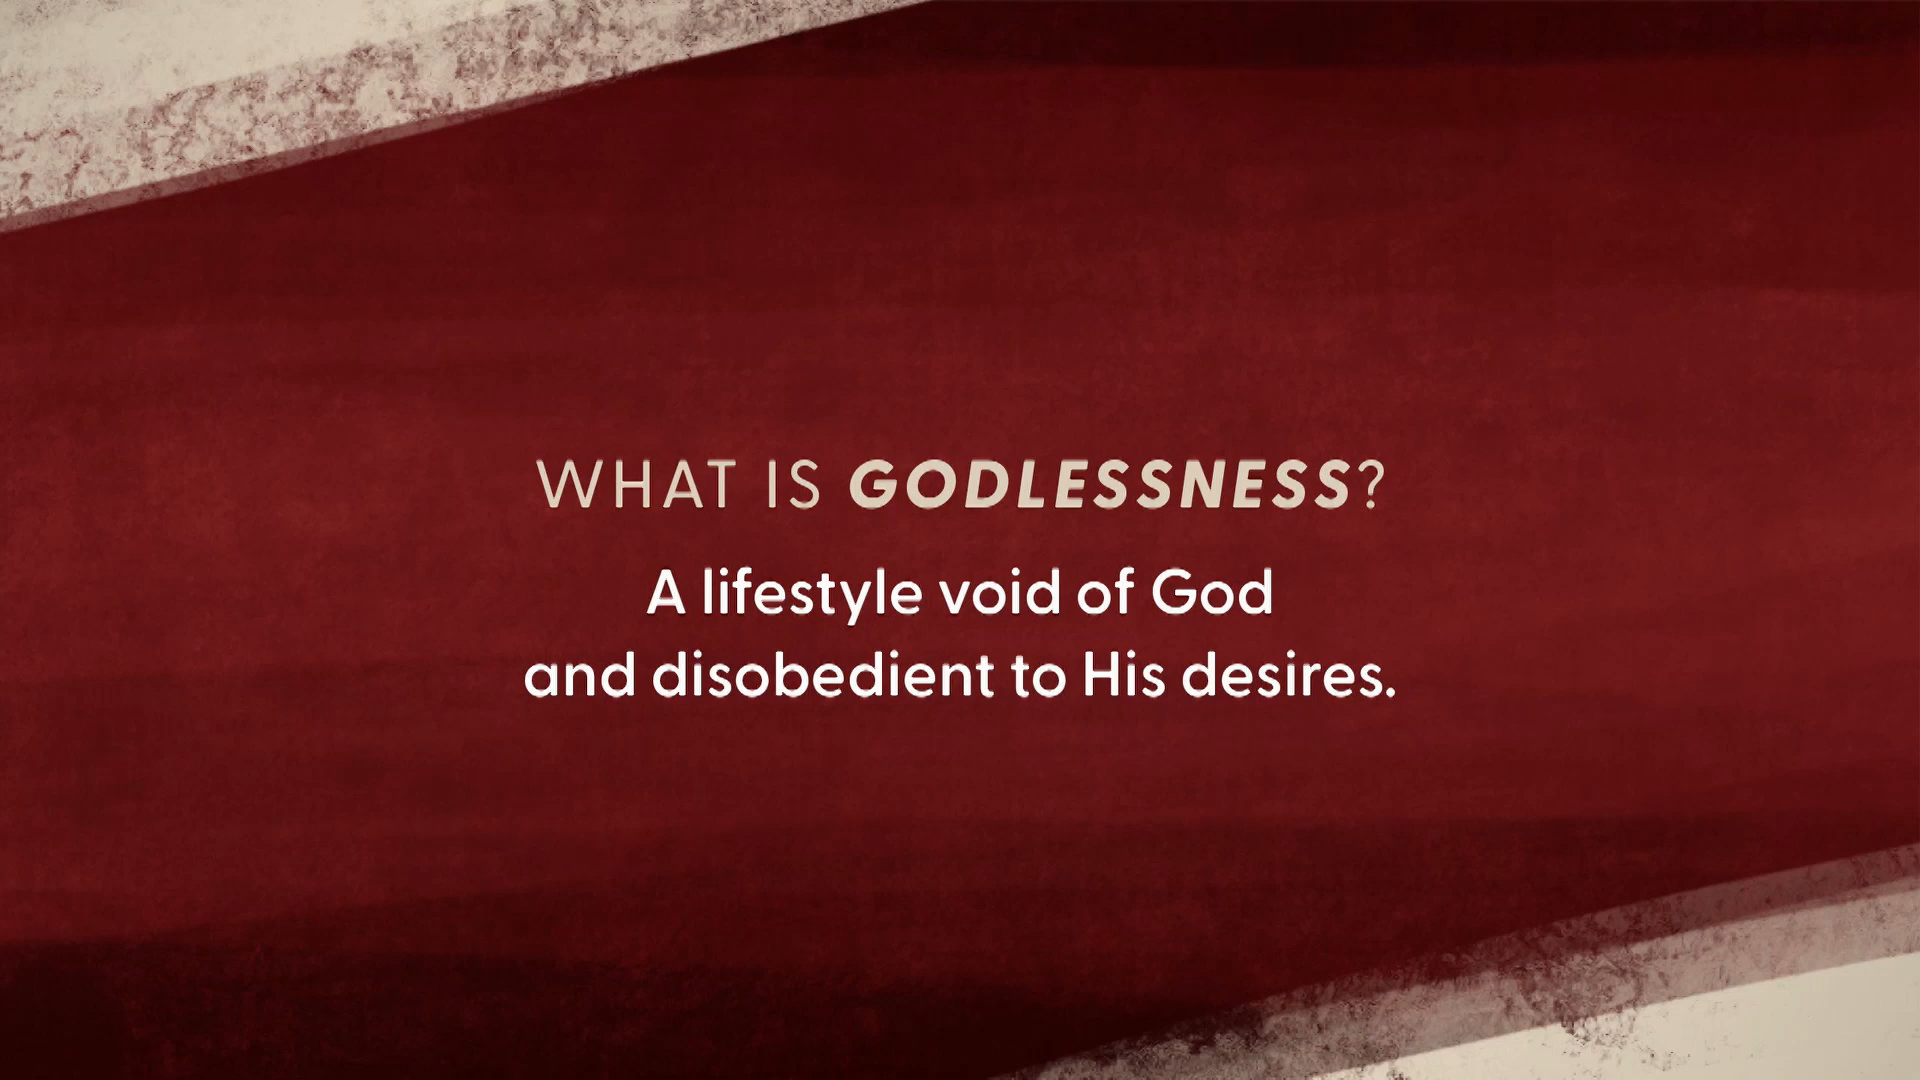 WHAT IS GODLESSNESS?
A lifestyle void of God
and disobedient to His desires.